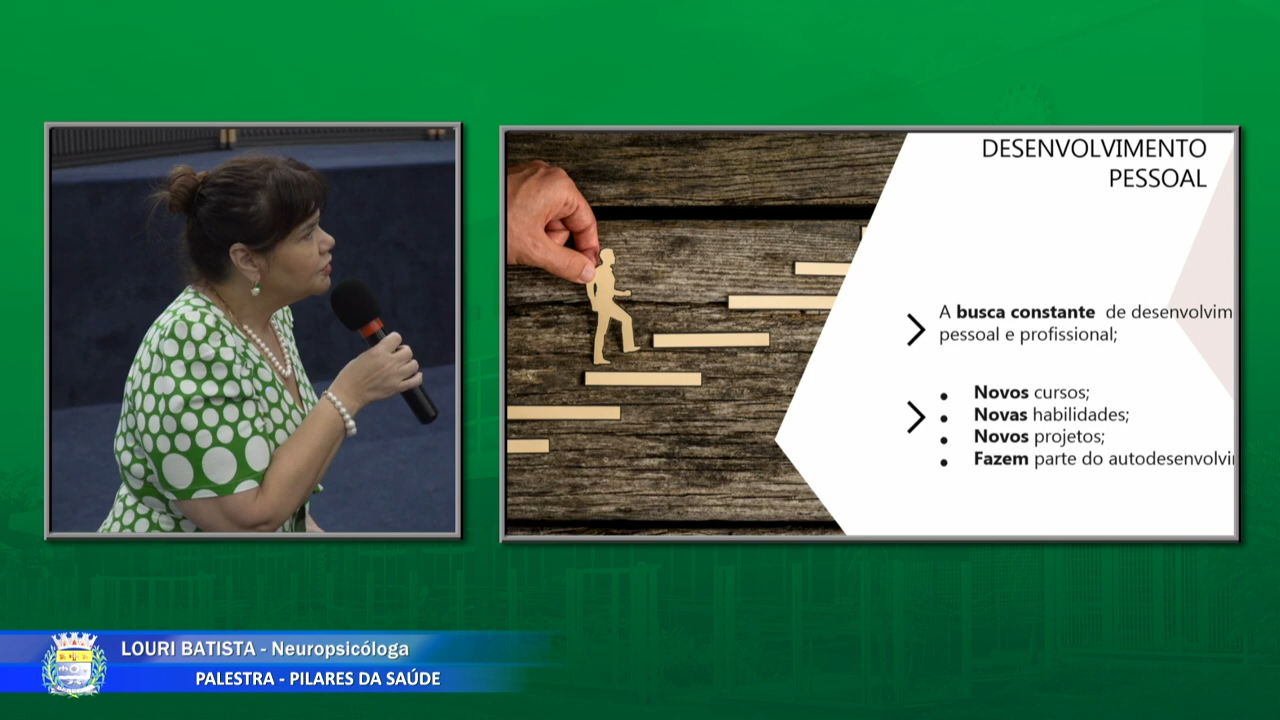 DESENVOLVIMENTO
PESSOAL
A busca constante de desenvolvim
pessoal e profissional;
Novos cursos;
Novas habilidades;
Novos projetos;
Fazem parte do autodesenvolvi
LOURI BATISTA - Neuropsicóloga
PALESTRA - PILARES DA SAÚDE